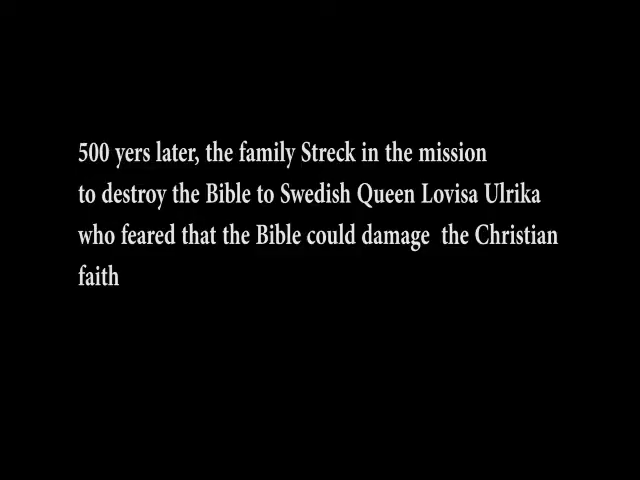 500 yers later, the family Streck in the mission
to destroy the Bible to Swedish Queen Lovisa Ulrika
who feared that the Bible could damage  the Christian
faith